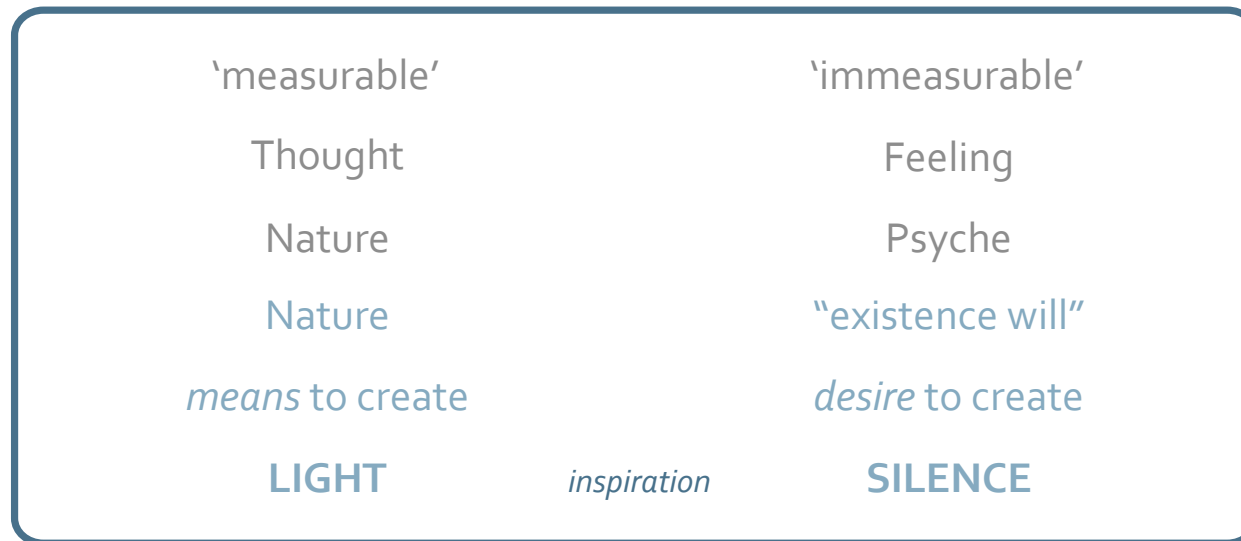 ‘measurable’ ‘immeasurable’
Thought Feeling
Nature Psyche
Nature “existence will”
means to create desire to create
LIGHT inspiration SILENCE